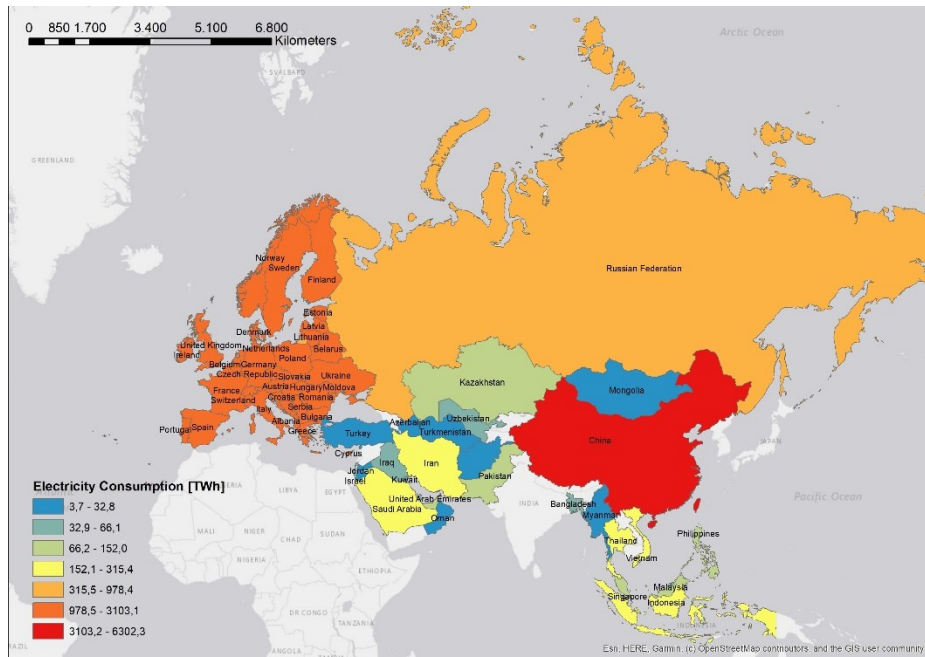 0 850 1.700 3.400 5.100 6.800
Kilometers
Arctic Ocean
SVALBARD
GREENLAND
Russian Federation
Norway
Sweden
Finland
Estonia
Latvia
Lithuania
Denmark
United Kingdom
Ireland
Netherlands
Belarus
Poland
Belgium
Germany
Czech Republic
Slovakia
Ukraine
Austria
Hungary
Moldova
France
Switzerland
Croatia
Romania
Serbia
Italy
Bulgaria
Albania
Portugal
Spain
Greece
Kazakhstan
Mongolia
Azerbaijan
Uzbekistan
Turkmenistan
Turkey
China
Cyprus
Iraq
Iran
JAPAN
Jordan
Israel
Kuwait
Pakistan
United Arab Emirates
Saudi Arabia
Oman
INDIA
Bangladesh
Myanmar
Pacific Ocean
Philippines
Thailand
Vietnam
Malaysia
Singapore
Indonesia
INDONESIA
LIBYA
EGYPT
MALI
NIGER
CHAD
SUDAN
NIGERIA
ETHIOPIA
DR CONGO
TANZANIA
ANGOLA
BRAZIL
Electricity Consumption [TWh]
3,7 - 32,8
32,9 - 66,1
66,2 - 152,0
152,1 - 315,4
315,5 - 978,4
978,5 - 3103,1
3103,2 - 6302,3
Esri, HERE, Garmin, (c) OpenStreetMap contributors, and the GIS user community